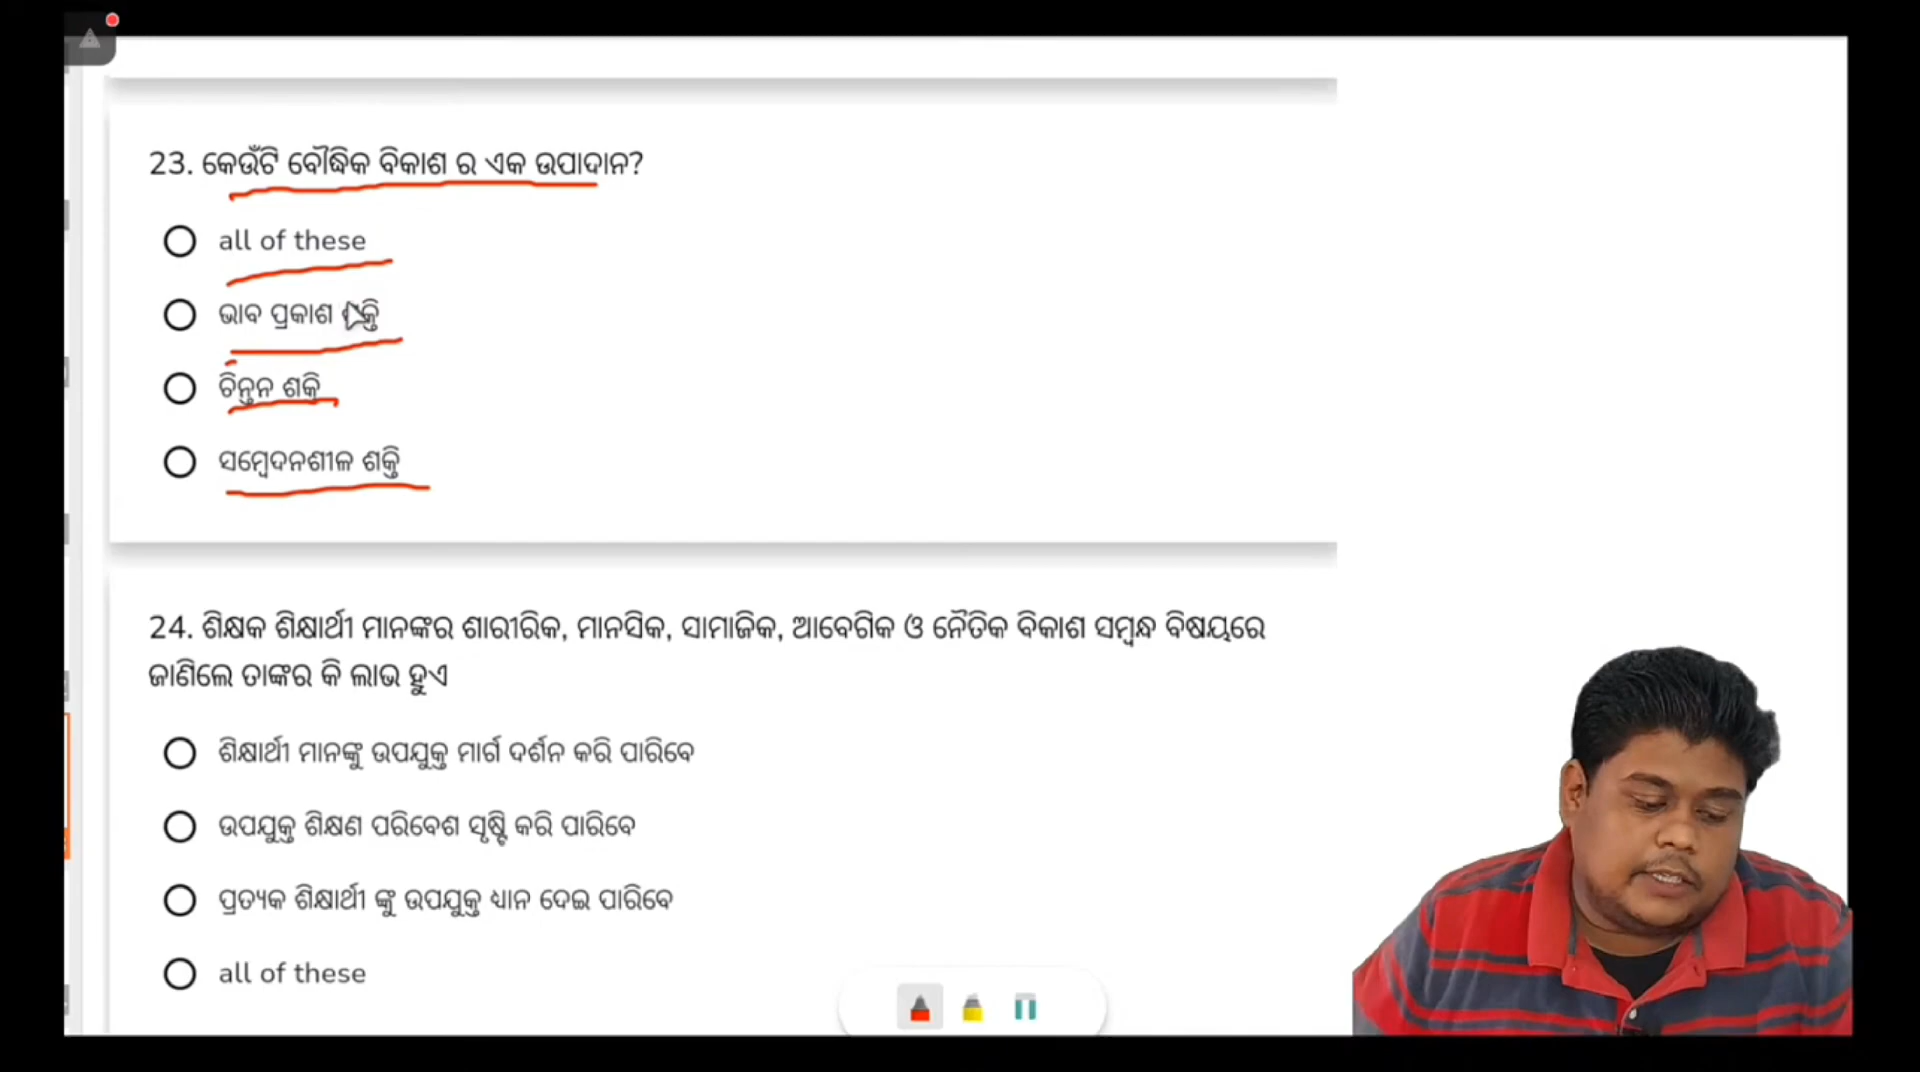 23. କେଉଁଟି ବୌଦ୍ଧିକ ବିକାଶ ର ଏକ ଉପାଦାନ?
all of these
ଭାବ ପ୍ରକାଶ ଶକ୍ତି
ଚିନ୍ତନ ଶକ୍ତି
ସମ୍ବେଦନଶୀଳ ଶକ୍ତି
24. ଶିକ୍ଷକ ଶିକ୍ଷାର୍ଥୀ ମାନଙ୍କର ଶାରୀରିକ, ମାନସିକ, ସାମାଜିକ, ଆବେଗିକ ଓ ନୈତିକ ବିକାଶ ସମ୍ବନ୍ଧ ବିଷୟରେ
ଜାଣିଲେ ତାଙ୍କର କି ଲାଭ ହୁଏ
ଶିକ୍ଷାର୍ଥୀ ମାନଙ୍କୁ ଉପଯୁକ୍ତ ମାର୍ଗ ଦର୍ଶନ କରି ପାରିବେ
ଉପଯୁକ୍ତ ଶିକ୍ଷଣ ପରିବେଶ ସୃଷ୍ଟି କରି ପାରିବେ
ପ୍ରତ୍ୟକ ଶିକ୍ଷାର୍ଥୀ ଙ୍କୁ ଉପଯୁକ୍ତ ଧ୍ୟାନ ଦେଇ ପାରିବେ
all of these